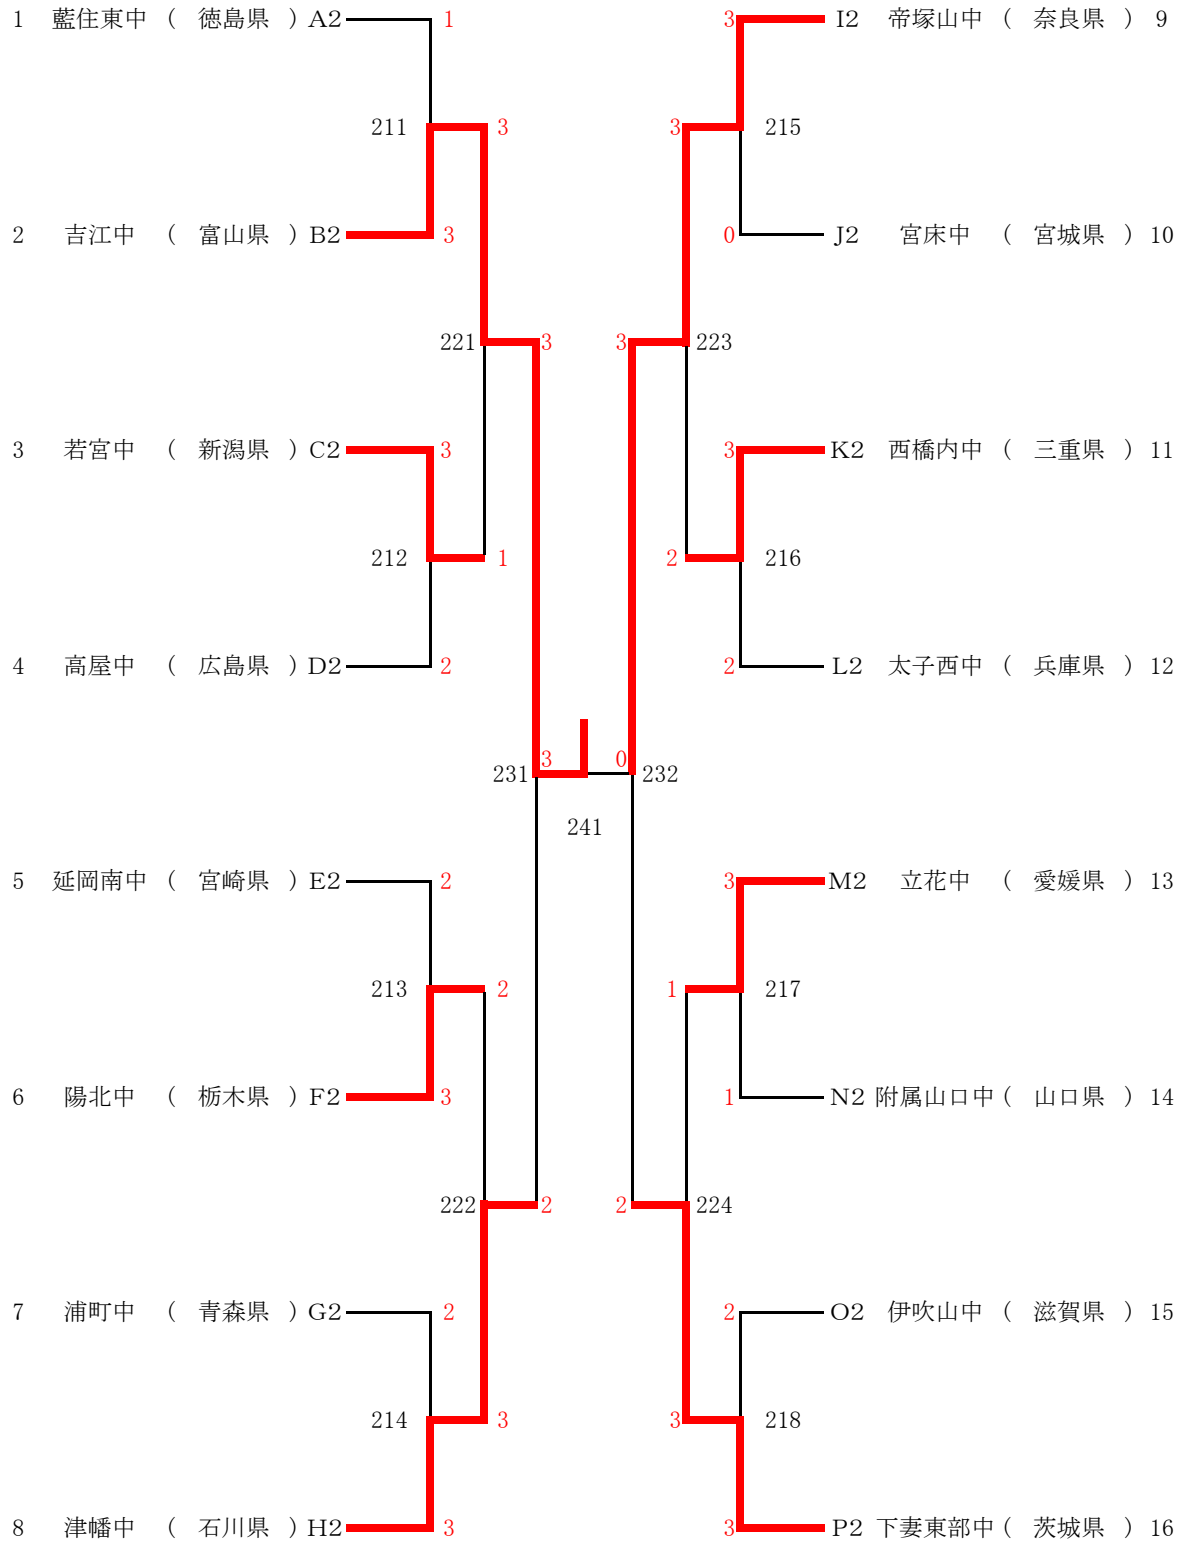 1 藍住東中 ( 徳島県 ) A2 1 3 I2 帝塚山中 ( 奈良県 ) 9
211 3 3 215
2 吉江中 ( 富山県 ) B2 3 0 J2 宮床中 ( 宮城県 ) 10
221 3 3 223
3 若宮中 ( 新潟県 ) C2 3 3 K2 西橋内中 ( 三重県 ) 11
212 1 2 216
4 高屋中 ( 広島県 ) D2 2 2 L2 太子西中 ( 兵庫県 ) 12
231 3 0 232
241
5 延岡南中 ( 宮崎県 ) E2 2 3 M2 立花中 ( 愛媛県 ) 13
213 2 1 217
6 陽北中 ( 栃木県 ) F2 3 1 N2 附属山口中 ( 山口県 ) 14
222 2 2 224
7 浦町中 ( 青森県 ) G2 2 2 O2 伊吹山中 ( 滋賀県 ) 15
214 3 3 218
8 津幡中 ( 石川県 ) H2 3 3 P2 下妻東部中 ( 茨城県 ) 16